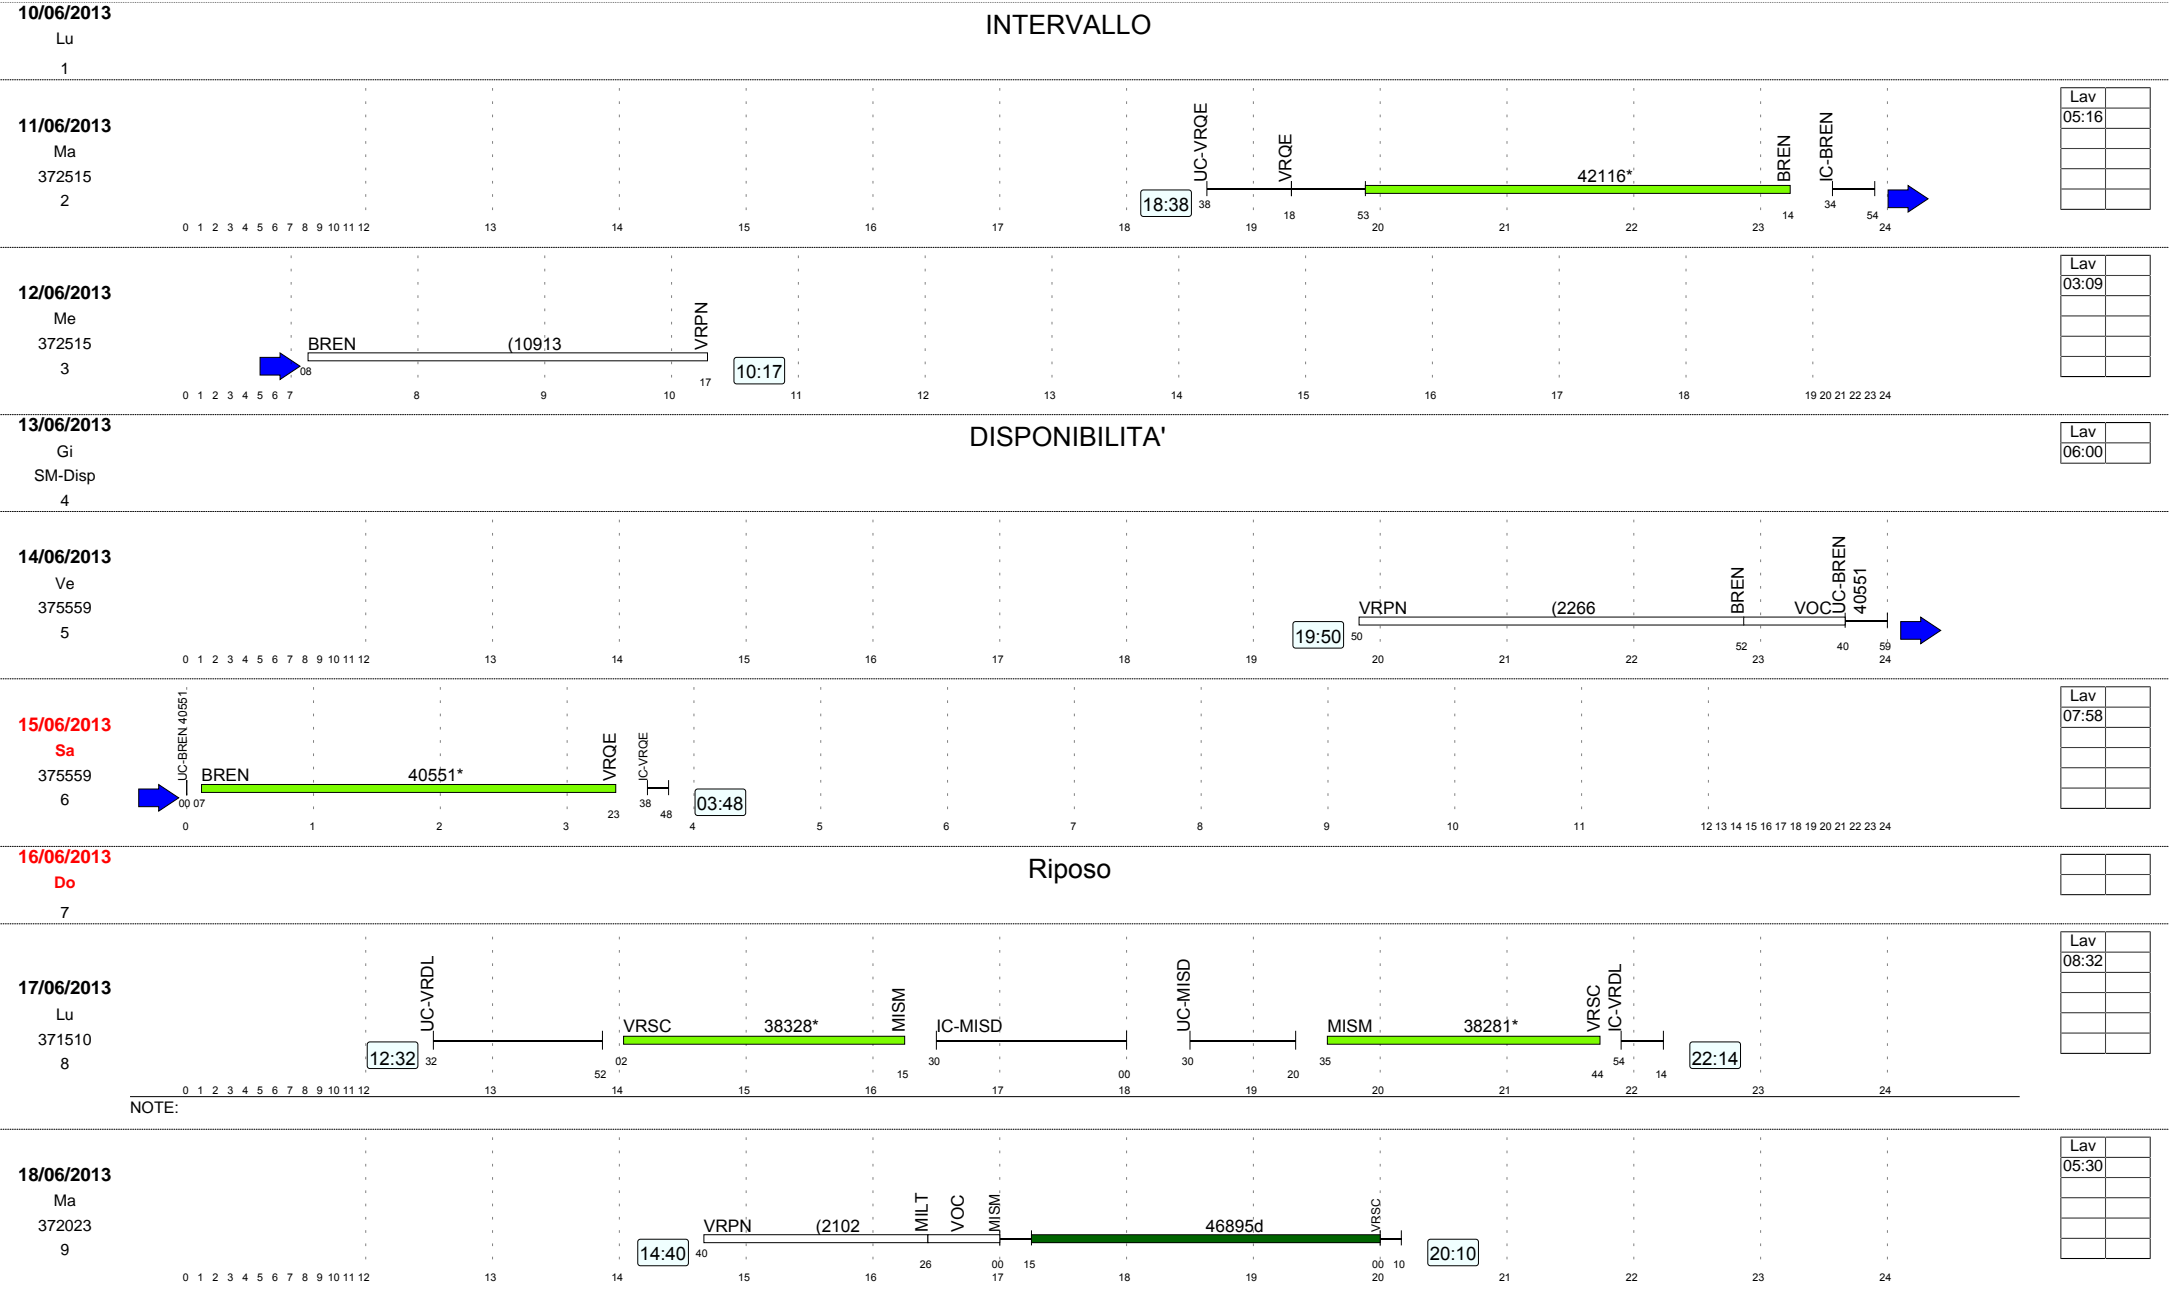 10/06/2013
Lu
1
INTERVALLO
11/06/2013
Ma
372515
2
18:38
UC-VRQE
VRQE
42116*
BREN
IC-BREN
38 18 53 14 34 54
0 1 2 3 4 5 6 7 8 9 10 11 12 13 14 15 16 17 18 19 20 21 22 23 24
Lav
05:16
12/06/2013
Me
372515
3
BREN (10913 VRPN
08 17
10:17
0 1 2 3 4 5 6 7 8 9 10 11 12 13 14 15 16 17 18 19 20 21 22 23 24
Lav
03:09
13/06/2013
Gi
SM-Disp
4
DISPONIBILITA'
Lav
06:00
14/06/2013
Ve
375559
5
19:50
VRPN (2266 BREN VOC UC-BREN 40551
50 52 40 59
0 1 2 3 4 5 6 7 8 9 10 11 12 13 14 15 16 17 18 19 20 21 22 23 24
15/06/2013
Sa
375559
6
UC-BREN 40551
BREN 40551* VRQE IC-VRQE
00 07 23 38 48
03:48
0 1 2 3 4 5 6 7 8 9 10 11 12 13 14 15 16 17 18 19 20 21 22 23 24
Lav
07:58
16/06/2013
Do
7
Riposo
17/06/2013
Lu
371510
8
12:32
UC-VRDL VRSC 38328* MISM IC-MISD UC-MISD MISM 38281* VRSC IC-VRDL
32 52 02 15 30 00 30 20 35 44 54 14
22:14
0 1 2 3 4 5 6 7 8 9 10 11 12 13 14 15 16 17 18 19 20 21 22 23 24
Lav
08:32
NOTE:
18/06/2013
Ma
372023
9
14:40
VRPN (2102 MILT VOC MISM 46895d VRSC
40 26 00 15 00 10
20:10
0 1 2 3 4 5 6 7 8 9 10 11 12 13 14 15 16 17 18 19 20 21 22 23 24
Lav
05:30